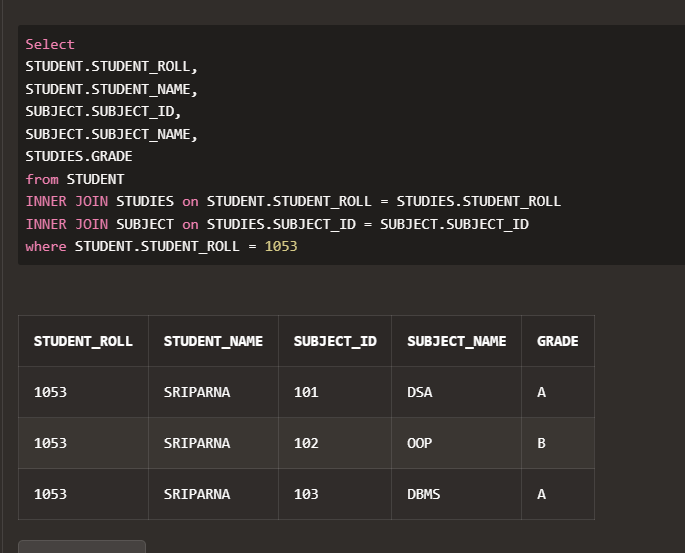 Select
STUDENT.STUDENT_ROLL,
STUDENT.STUDENT_NAME,
SUBJECT.SUBJECT_ID,
SUBJECT.SUBJECT_NAME,
STUDIES.GRADE
from STUDENT
INNER JOIN STUDIES on STUDENT.STUDENT_ROLL = STUDIES.STUDENT_ROLL
INNER JOIN SUBJECT on STUDIES.SUBJECT_ID = SUBJECT.SUBJECT_ID
where STUDENT.STUDENT_ROLL = 1053
STUDENT_ROLL STUDENT_NAME SUBJECT_ID SUBJECT_NAME GRADE
1053 SRIPARNA 101 DSA A
1053 SRIPARNA 102 OOP B
1053 SRIPARNA 103 DBMS A